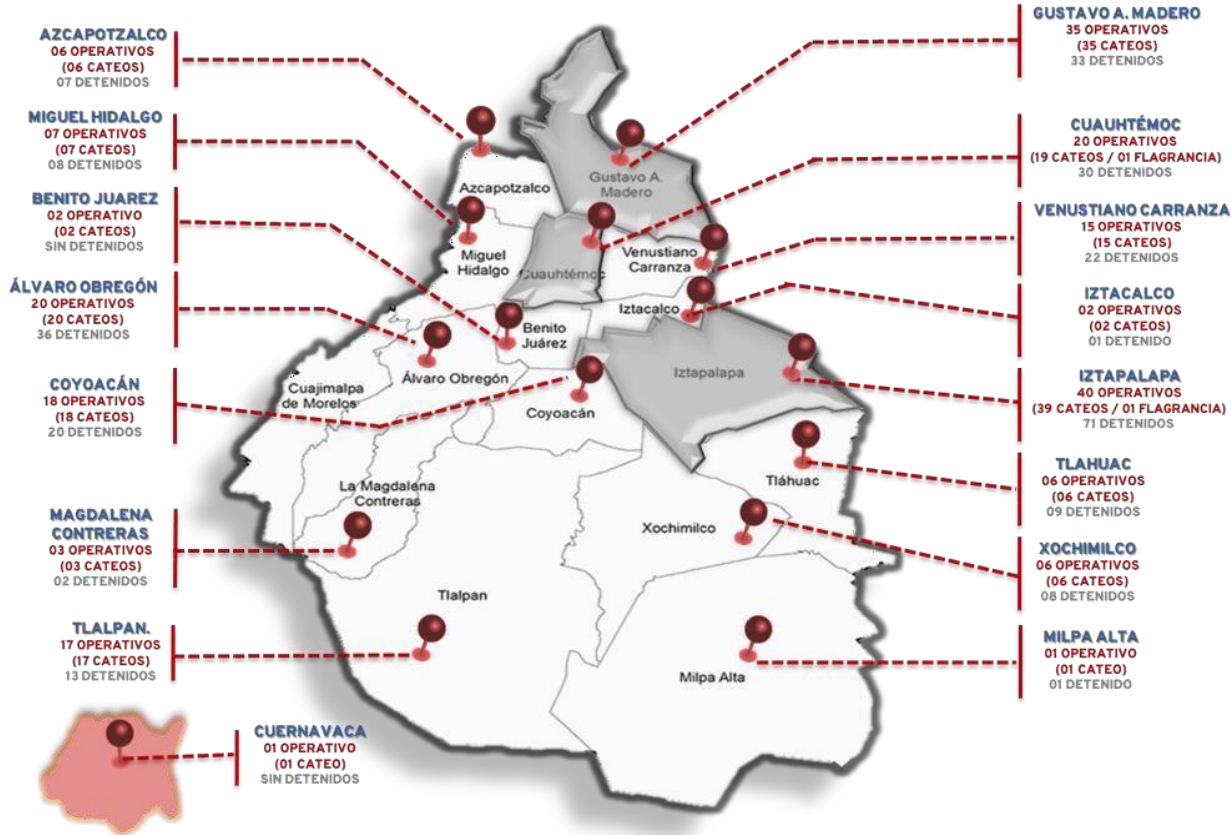 AZCAPOTZALCO
06 OPERATIVOS
(06 CATEOS)
07 DETENIDOS
MIGUEL HIDALGO
07 OPERATIVOS
(07 CATEOS)
08 DETENIDOS
BENITO JUAREZ
02 OPERATIVO
(02 CATEOS)
SIN DETENIDOS
ÁLVARO OBREGÓN
20 OPERATIVOS
(20 CATEOS)
36 DETENIDOS
COYOACÁN
18 OPERATIVOS
(18 CATEOS)
20 DETENIDOS
MAGDALENA
CONTRERAS
03 OPERATIVOS
(03 CATEOS)
02 DETENIDOS
TLALPAN.
17 OPERATIVOS
(17 CATEOS)
13 DETENIDOS
CUERNAVACA
01 OPERATIVO
(01 CATEO)
SIN DETENIDOS
Azcapotzalco
Gustavo A.
Madero
Miguel
Hidalgo
Cuauhtémoc
Venustiano
Carranza
Iztacalco
Benito
Juárez
Álvaro Obregón
Cuajimalpa
de Morelos
Coyoacán
Iztapalapa
La Magdalena
Contreras
Tláhuac
Xochimilco
Tlalpan
Milpa Alta
GUSTAVO A. MADERO
35 OPERATIVOS
(35 CATEOS)
33 DETENIDOS
CUAUHTÉMOC
20 OPERATIVOS
(19 CATEOS / 01 FLAGRANCIA)
30 DETENIDOS
VENUSTIANO CARRANZA
15 OPERATIVOS
(15 CATEOS)
22 DETENIDOS
IZTACALCO
02 OPERATIVOS
(02 CATEOS)
01 DETENIDO
IZTAPALAPA
40 OPERATIVOS
(39 CATEOS / 01 FLAGRANCIA)
71 DETENIDOS
TLAHUAC
06 OPERATIVOS
(06 CATEOS)
09 DETENIDOS
XOCHIMILCO
06 OPERATIVOS
(06 CATEOS)
08 DETENIDOS
MILPA ALTA
01 OPERATIVO
(01 CATEO)
01 DETENIDO